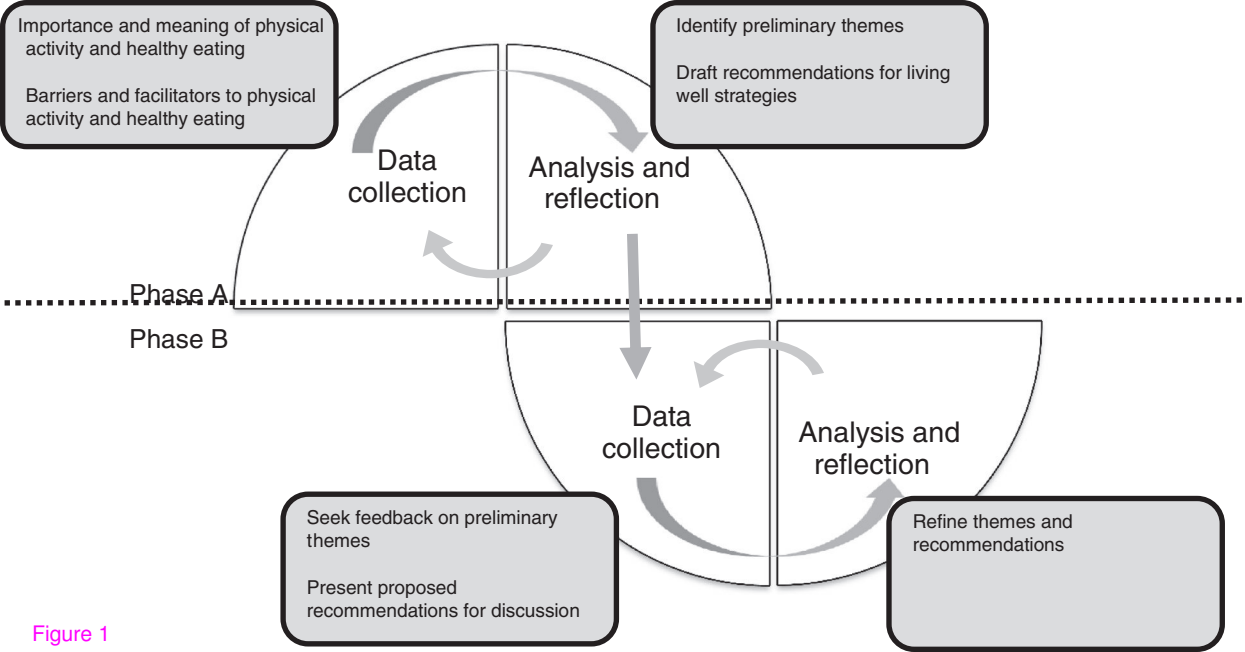 Importance and meaning of physical
activity and healthy eating
Barriers and facilitators to physical
activity and healthy eating
Identify preliminary themes
Draft recommendations for living
well strategies
Data
collection
Analysis and
reflection
Phase A
Phase B
Data
collection
Analysis and
reflection
Seek feedback on preliminary
themes
Present proposed
recommendations for discussion
Refine themes and
recommendations
Figure 1